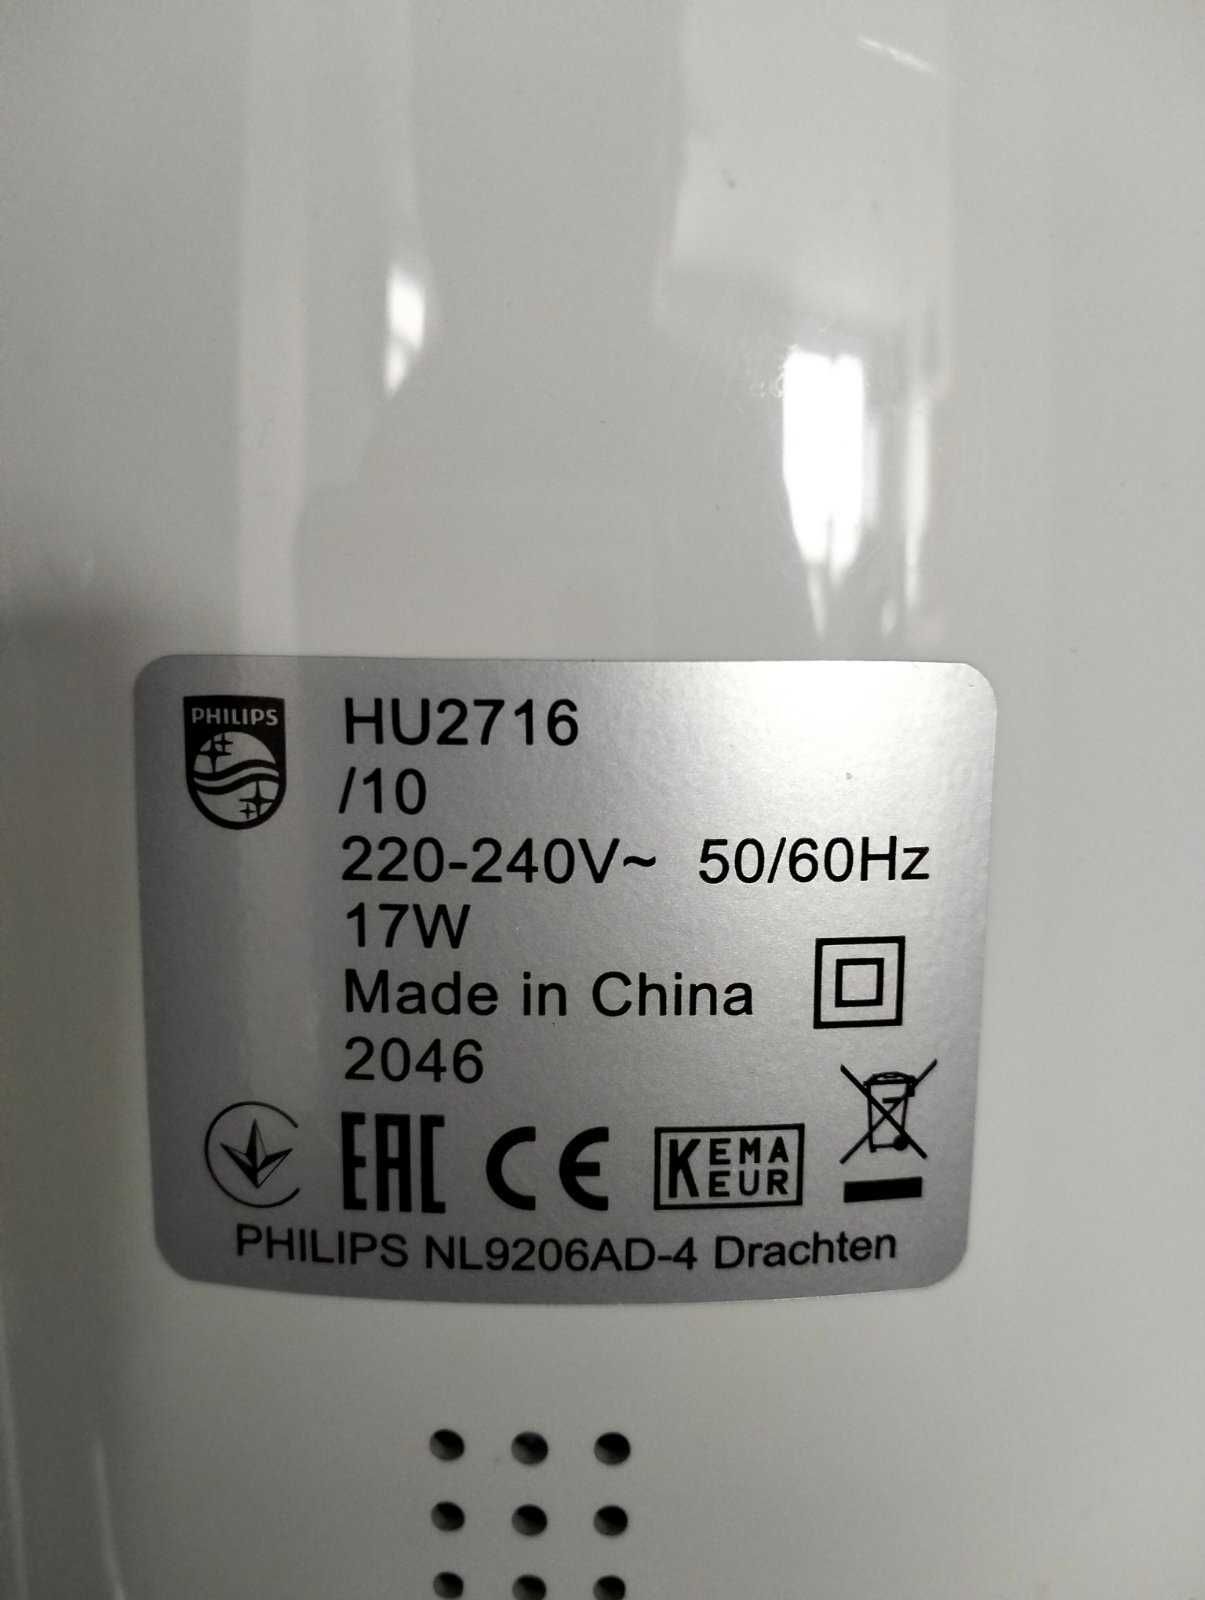 PHILIPS
HU2716
/10
220-240V~ 50/60Hz
17W
Made in China
2046
EAC CE KEMA EUR
PHILIPS NL9206AD-4 Drachten